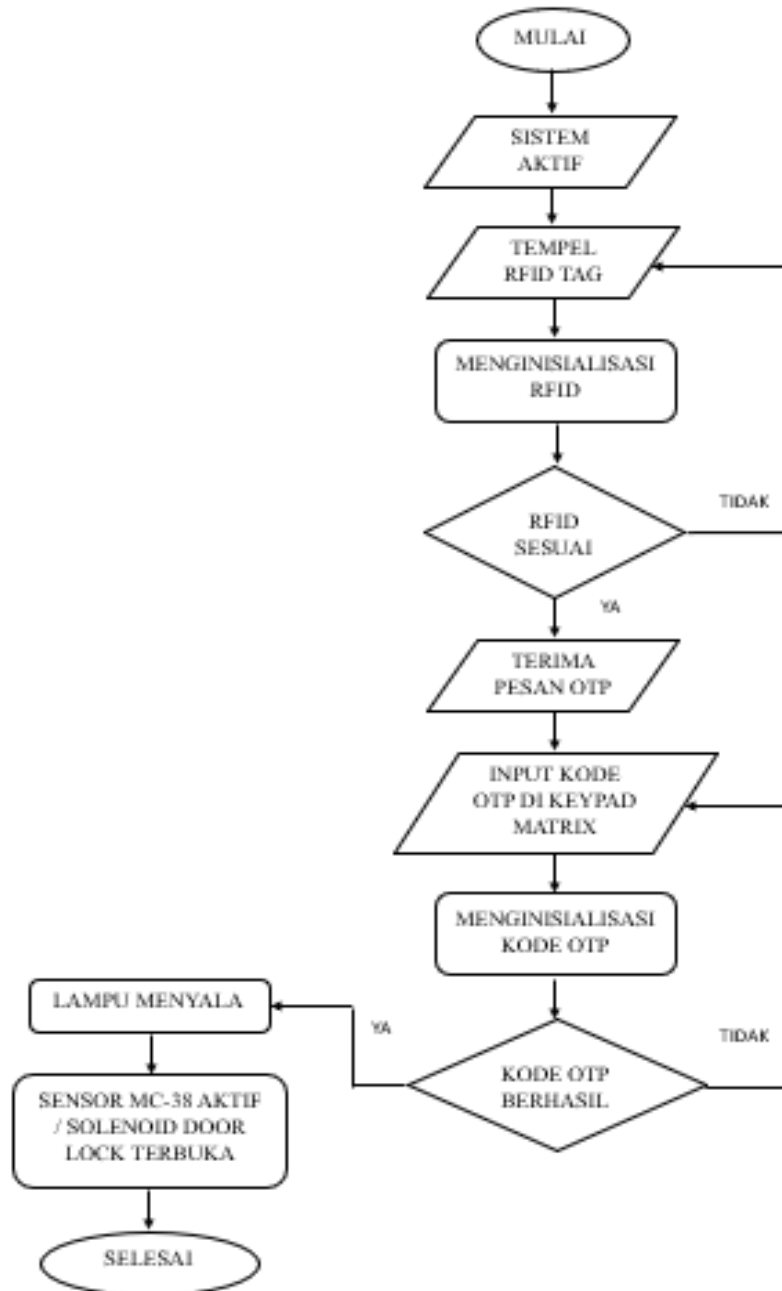 MULAI
SISTEM
AKTIF
TEMPEL
RFID TAG
MENGINISIALISASI
RFID
RFID
SESUAI
TIDAK
YA
TERIMA
PESAN OTP
INPUT KODE
OTP DI KEYPAD
MATRIX
MENGINISIALISASI
KODE OTP
KODE OTP
BERHASIL
TIDAK
YA
LAMPU MENYALA
SENSOR MC-38 AKTIF
/ SOLENOID DOOR
LOCK TERBUKA
SELESAI